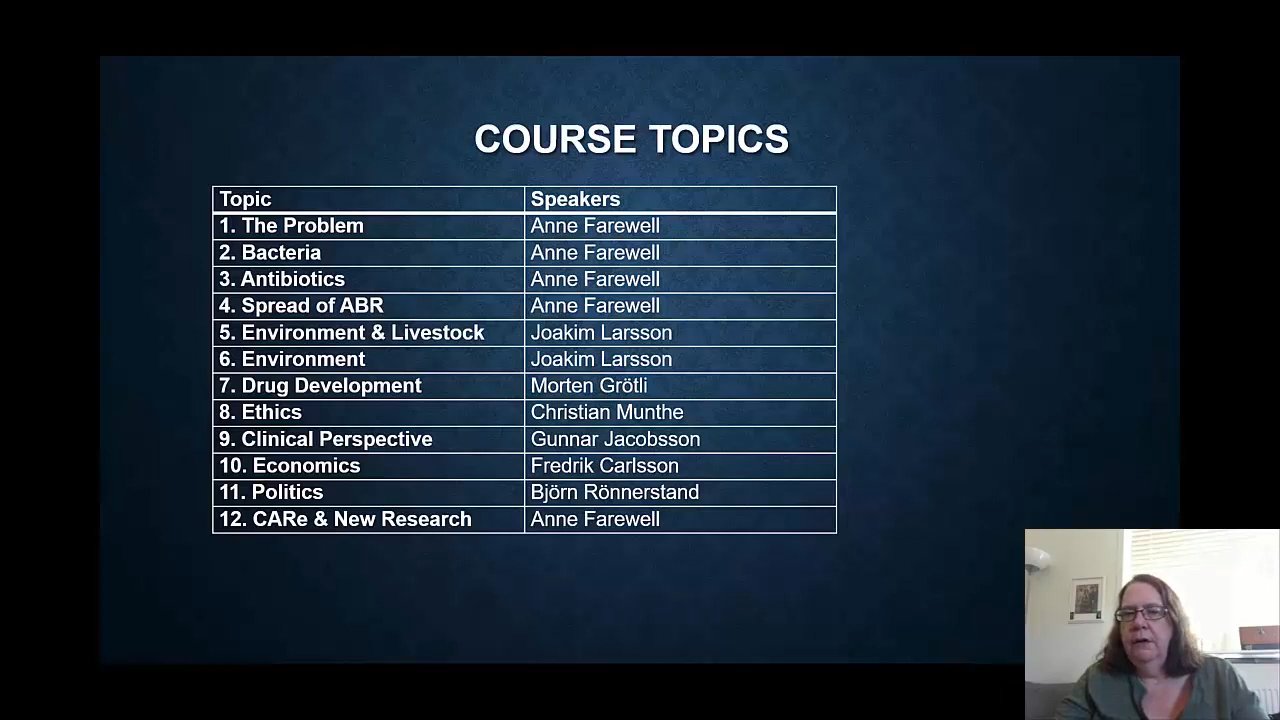 COURSE TOPICS
Topic Speakers
1. The Problem Anne Farewell
2. Bacteria Anne Farewell
3. Antibiotics Anne Farewell
4. Spread of ABR Anne Farewell
5. Environment & Livestock Joakim Larsson
6. Environment Joakim Larsson
7. Drug Development Morten Grötli
8. Ethics Christian Munthe
9. Clinical Perspective Gunnar Jacobsson
10. Economics Fredrik Carlsson
11. Politics Björn Rönnerstand
12. CARe & New Research Anne Farewell